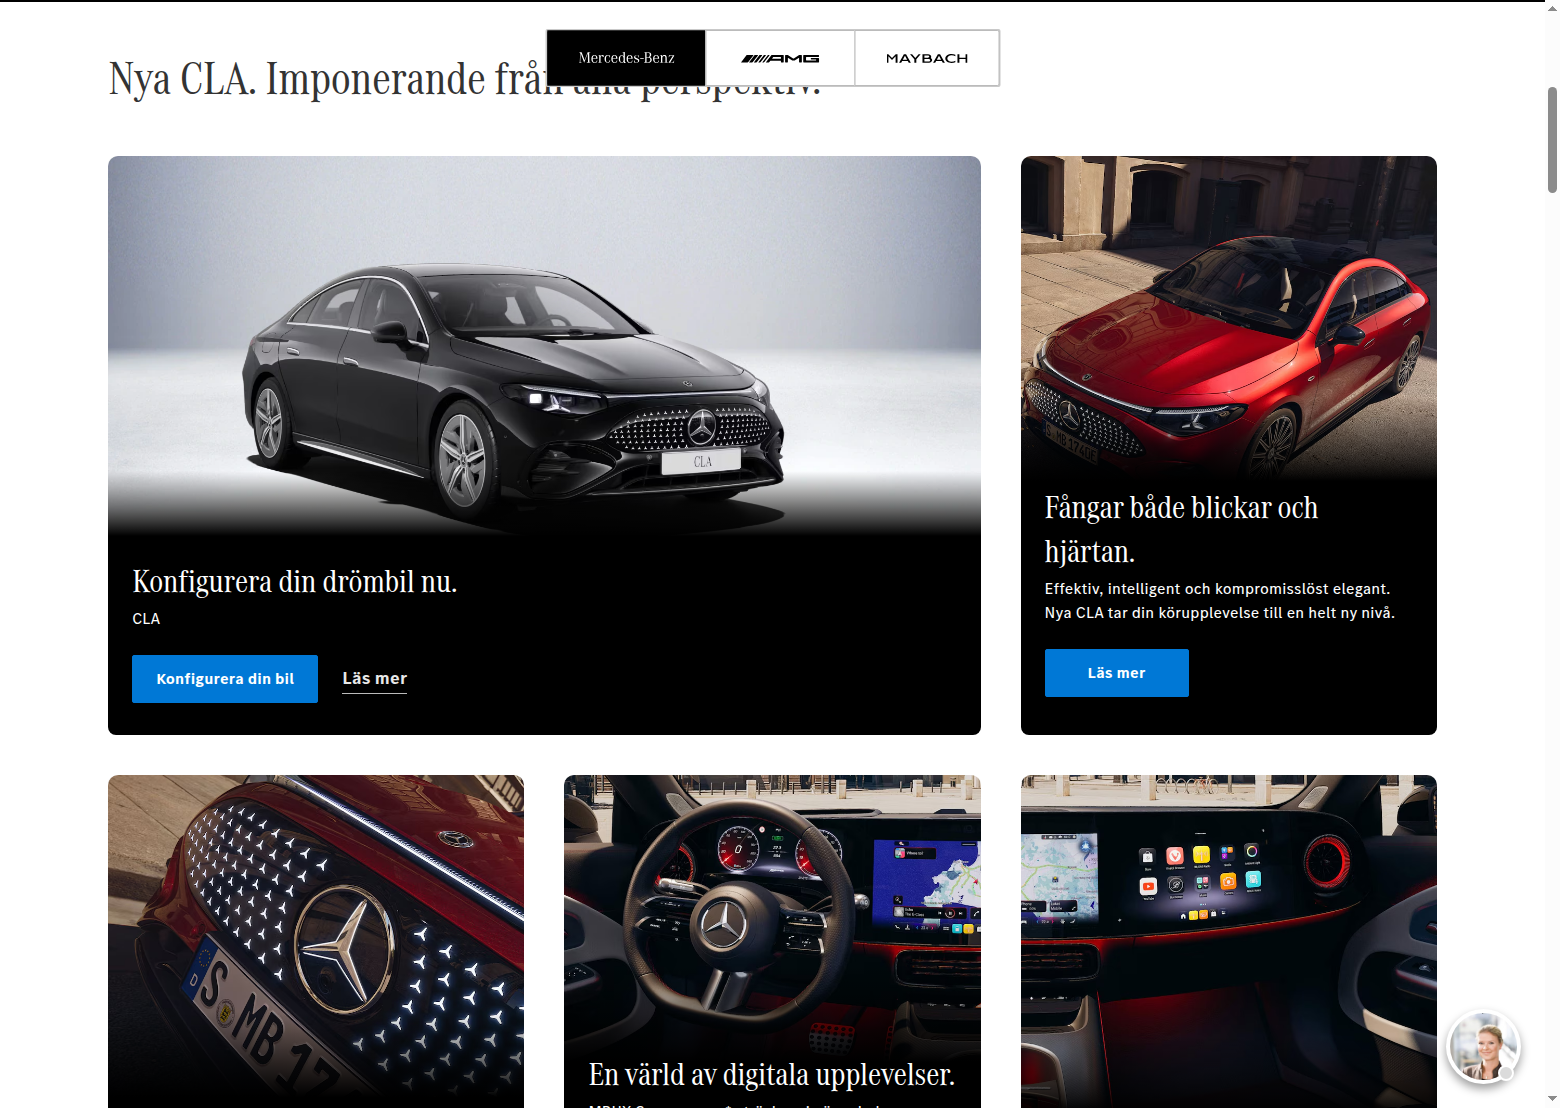 Mercedes-Benz
AMG
MAYBACH
Nya CLA. Imponerande från alla perspektiv.
CLA
Konfigurera din drömbil nu.
CLA
Konfigurera din bil
Läs mer
Fångar både blickar och
hjärtan.
Effektiv, intelligent och kompromisslöst elegant.
Nya CLA tar din körupplevelse till en helt ny nivå.
Läs mer
S MB 17
En värld av digitala upplevelser.